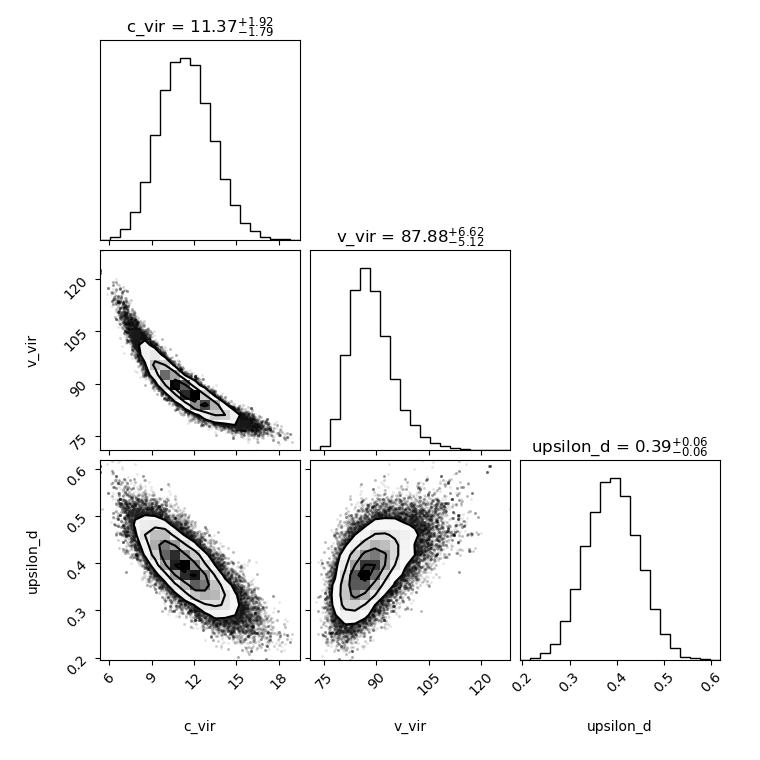 c_vir = 11.37+1.92−1.79
v_vir = 87.88+6.62−5.12
120
105
90
75
v_vir
upsilon_d = 0.39+0.06−0.06
0.6
0.5
0.4
0.3
0.2
upsilon_d
6 9 12 15 18
75 90 105 120
0.2 0.3 0.4 0.5 0.6
c_vir v_vir upsilon_d